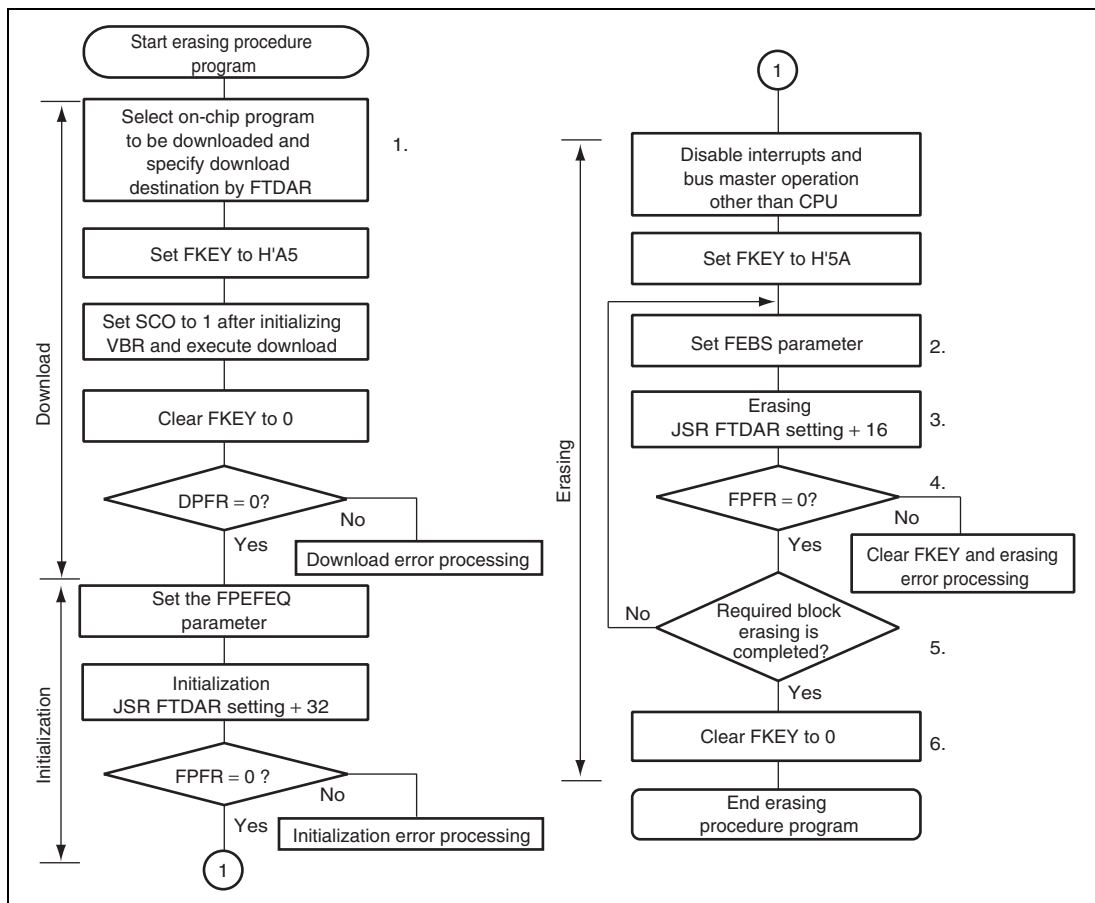 Start erasing procedure
program
Select on-chip program
to be downloaded and
specify download
destination by FTDAR
1.
Set FKEY to H'A5
Set SCO to 1 after initializing
VBR and execute download
Clear FKEY to 0
DPFR = 0?
No
Yes
Download error processing
Download
Set the FPEFEQ
parameter
Initialization
JSR FTDAR setting + 32
FPFR = 0 ?
No
Yes
Initialization error processing
Initialization
1
1
Disable interrupts and
bus master operation
other than CPU
Set FKEY to H'5A
Set FEBS parameter
2.
Erasing
JSR FTDAR setting + 16
3.
4.
FPFR = 0?
No
Yes
Clear FKEY and erasing
error processing
No
Required block
erasing is
completed?
5.
Yes
Clear FKEY to 0
6.
Erasing
End erasing
procedure program